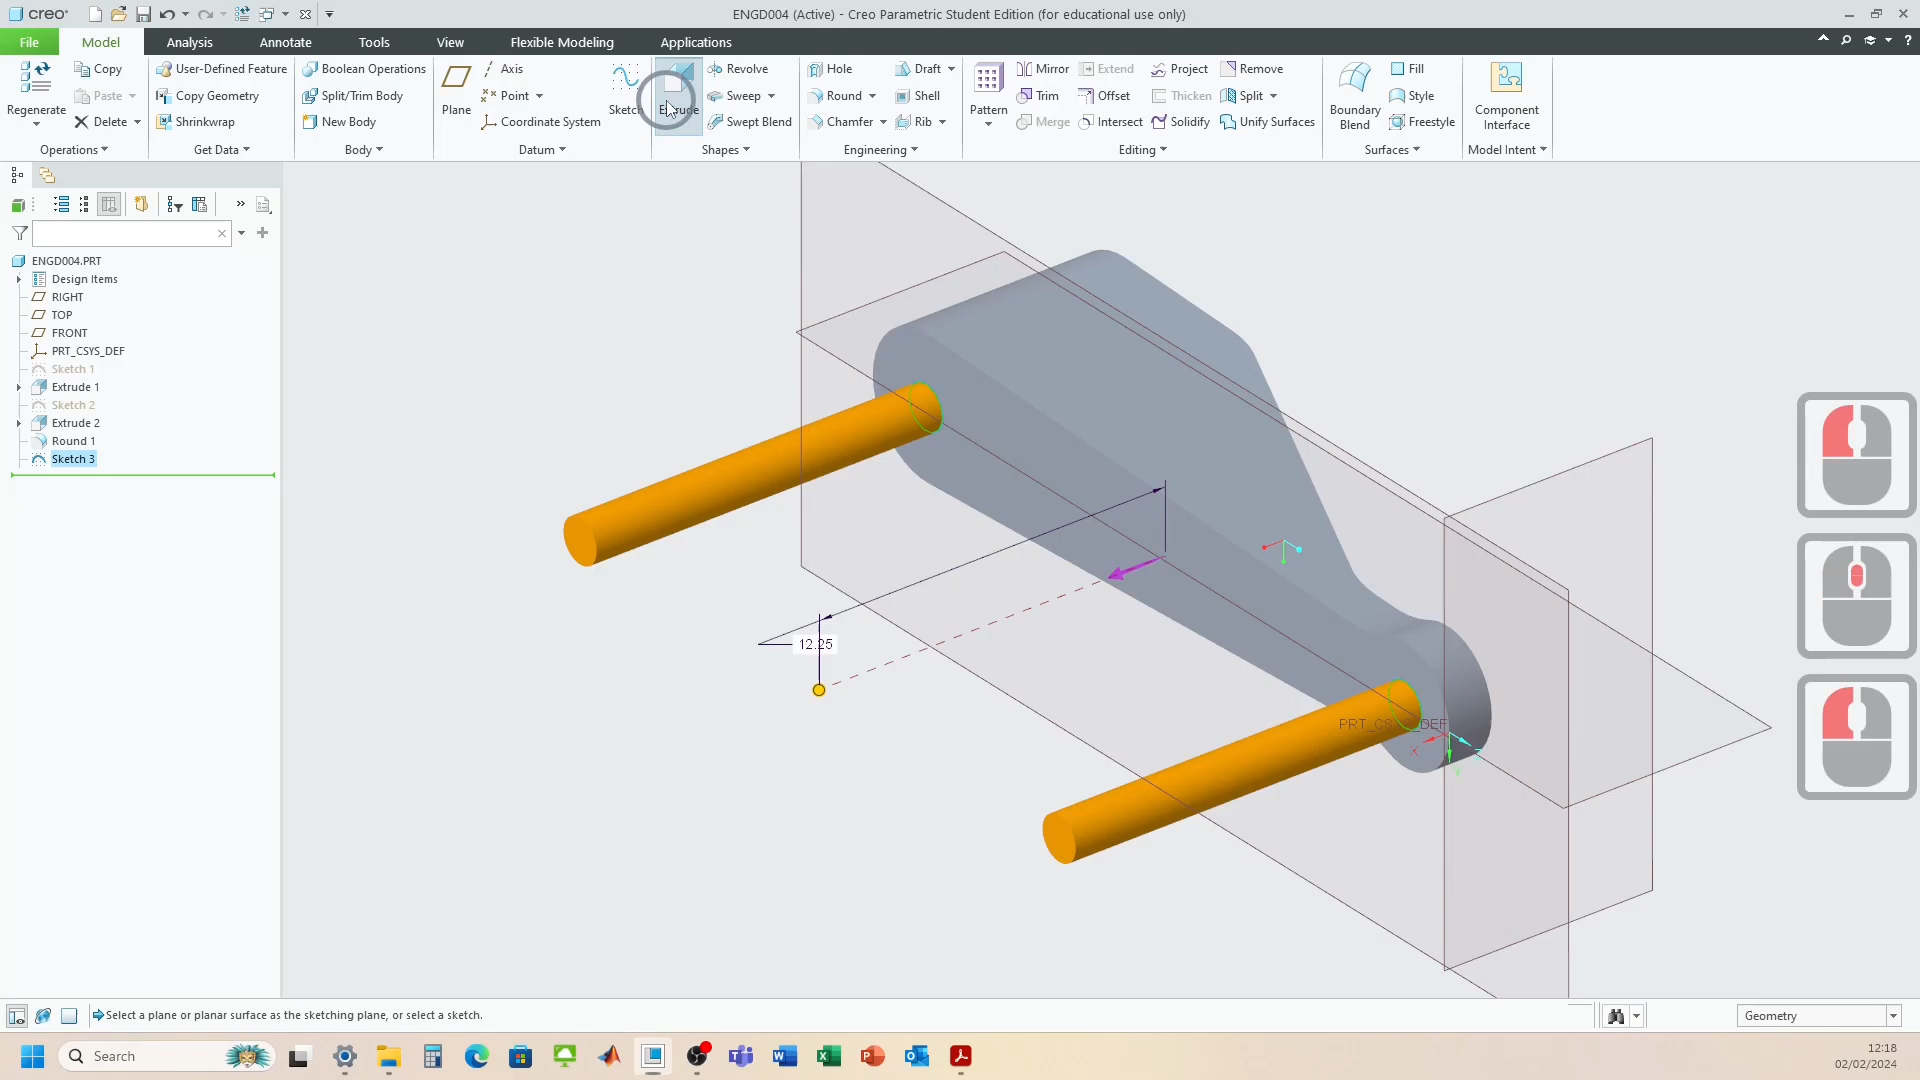 creo
ENGD004 (Active) - Creo Parametric Student Edition (for educational use only)
File Model Analysis Annotate Tools View Flexible Modeling Applications
Regenerate
Copy
Paste
Delete
Operations
User-Defined Feature
Copy Geometry
Shrinkwrap
Get Data
Boolean Operations
Split/Trim Body
New Body
Body
Plane
Axis
Point
Coordinate System
Sketch
Datum
Extrude
Revolve
Sweep
Swept Blend
Shapes
Hole
Round
Chamfer
Draft
Shell
Rib
Engineering
Pattern
Mirror
Trim
Merge
Extend
Offset
Intersect
Project
Thicken
Solidify
Remove
Split
Unify Surfaces
Editing
Boundary
Blend
Fill
Style
Freestyle
Surfaces
Component
Interface
Model Intent
ENGD004.PRT
Design Items
RIGHT
TOP
FRONT
PRT_CSYS_DEF
Sketch 1
Extrude 1
Sketch 2
Extrude 2
Round 1
Sketch 3
12.25
PRT_CSYS_DEF
X
Y
Z
Select a plane or planar surface as the sketching plane, or select a sketch.
Geometry
Search
12:18
02/02/2024